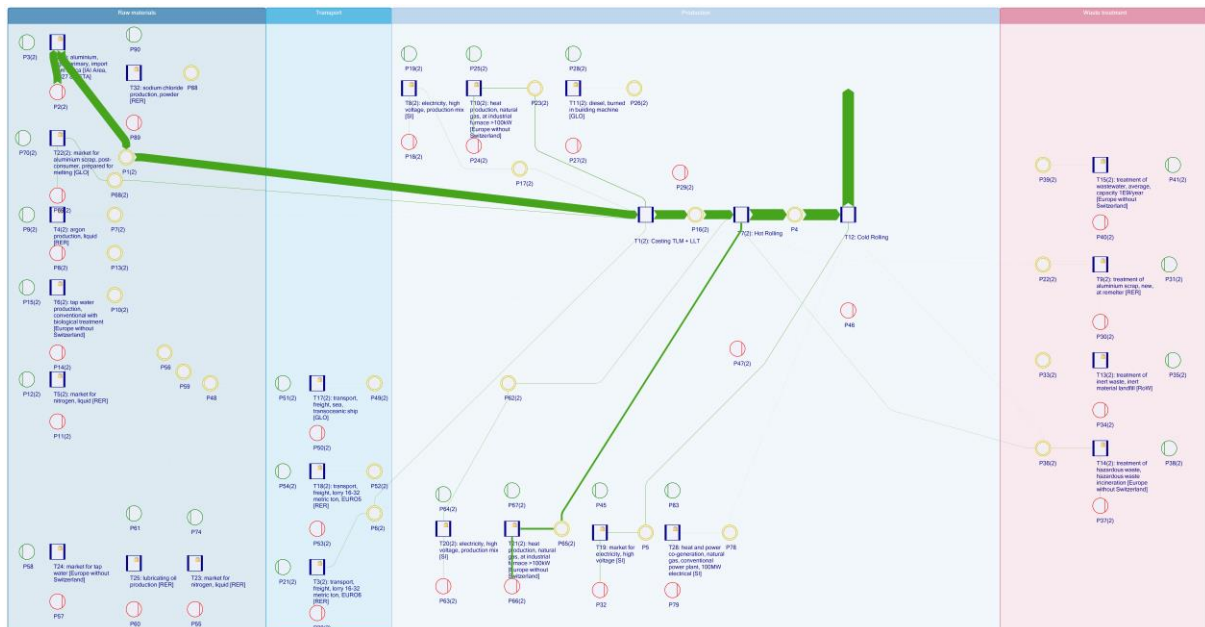 Raw materials
Transport
Production
Waste treatment
P3(2)
aluminium,
primary, import
(IAI Area,
P2(2)
P90
T32: sodium chloride
production, powder
[RER]
P88
P89
P1(2)
P70(2)
T22(2): market for
aluminium scrap, post-
consumer, prepared for
melting [GLO]
P68(2)
P9(2)
T4(2): argon
production, liquid
[RER]
P7(2)
P8(2)
P13(2)
P15(2)
T6(2): tap water
production,
conventional with
biological treatment
[Europe without
Switzerland]
P10(2)
P14(2)
P12(2)
T5(2): market for
nitrogen, liquid [RER]
P11(2)
P56
P59
P48
P61
P74
P58
T24: market for tap
water [Europe without
Switzerland]
T25: lubricating oil
production [RER]
T23: market for
nitrogen, liquid [RER]
P57
P60
P55
P51(2)
T17(2): transport,
freight, sea,
transoceanic ship
[GLO]
P49(2)
P50(2)
P54(2)
T18(2): transport,
freight, lorry 16-32
metric ton, EURO5
[RER]
P52(2)
P53(2)
P6(2)
P21(2)
T3(2): transport,
freight, lorry 16-32
metric ton, EURO6
[RER]
P19(2)
P25(2)
P28(2)
T8(2): electricity, high
voltage, production mix
[SI]
T10(2): heat
production, natural
gas, at industrial
furnace >100kW
[Europe without
Switzerland]
P23(2)
T11(2): diesel, burned
in building machine
[GLO]
P26(2)
P18(2)
P24(2)
P27(2)
P17(2)
P29(2)
T1(2): Casting TLM + LLT
P16(2)
T7(2): Hot Rolling
P4
T12: Cold Rolling
P46
P47(2)
P62(2)
P64(2)
P67(2)
P45
P83
T20(2): electricity, high
voltage, production mix
[SI]
T21(2): heat
production, natural
gas, at industrial
furnace >100kW
[Europe without
Switzerland]
P65(2)
T19: market for
electricity, high
voltage [SI]
P5
T28: heat and power
co-generation, natural
gas, conventional
power plant, 100MW
electrical [SI]
P78
P63(2)
P66(2)
P32
P79
P39(2)
T15(2): treatment of
wastewater, average,
capacity 1E9l/year
[Europe without
Switzerland]
P41(2)
P40(2)
P22(2)
T9(2): treatment of
aluminium scrap, new,
at remelter [RER]
P31(2)
P30(2)
P33(2)
T13(2): treatment of
inert waste, inert
material landfill [RoW]
P35(2)
P34(2)
P36(2)
T14(2): treatment of
hazardous waste,
hazardous waste
incineration [Europe
without Switzerland]
P38(2)
P37(2)